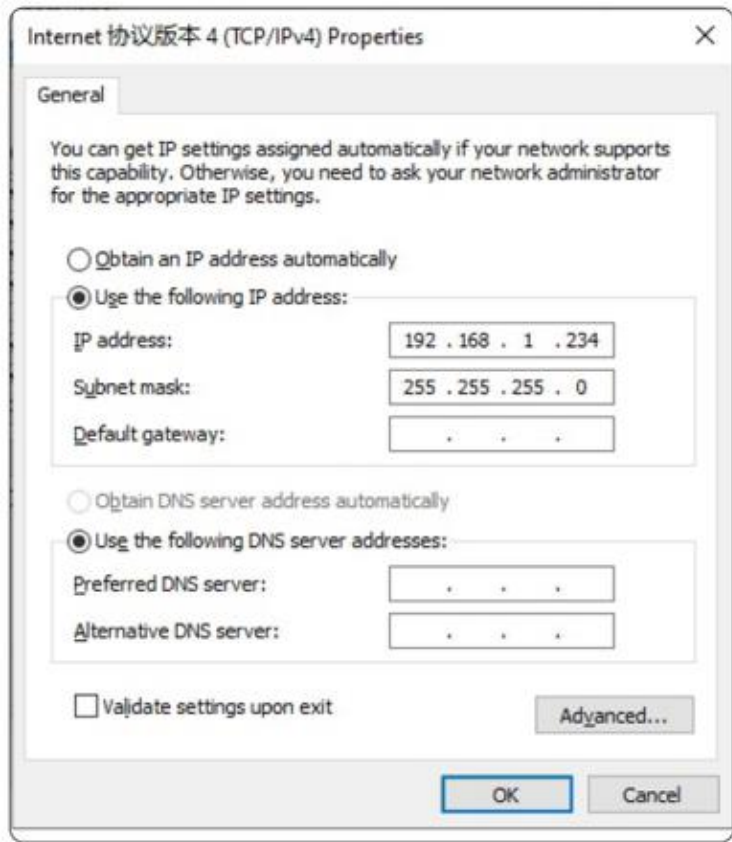 Internet 协议版本 4 (TCP/IPv4) Properties
General
You can get IP settings assigned automatically if your network supports
this capability. Otherwise, you need to ask your network administrator
for the appropriate IP settings.
Obtain an IP address automatically
Use the following IP address:
IP address: 192 . 168 . 1 . 234
Subnet mask: 255 . 255 . 255 . 0
Default gateway: . . .
Obtain DNS server address automatically
Use the following DNS server addresses:
Preferred DNS server: . . .
Alternative DNS server: . . .
Validate settings upon exit
Advanced...
OK Cancel